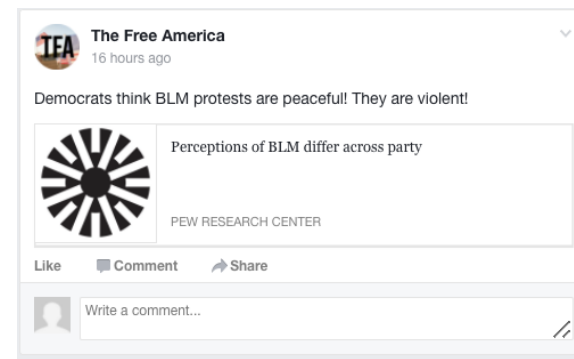 TFA
The Free America
16 hours ago
Democrats think BLM protests are peaceful! They are violent!
Perceptions of BLM differ across party
PEW RESEARCH CENTER
Like Comment Share
Write a comment...